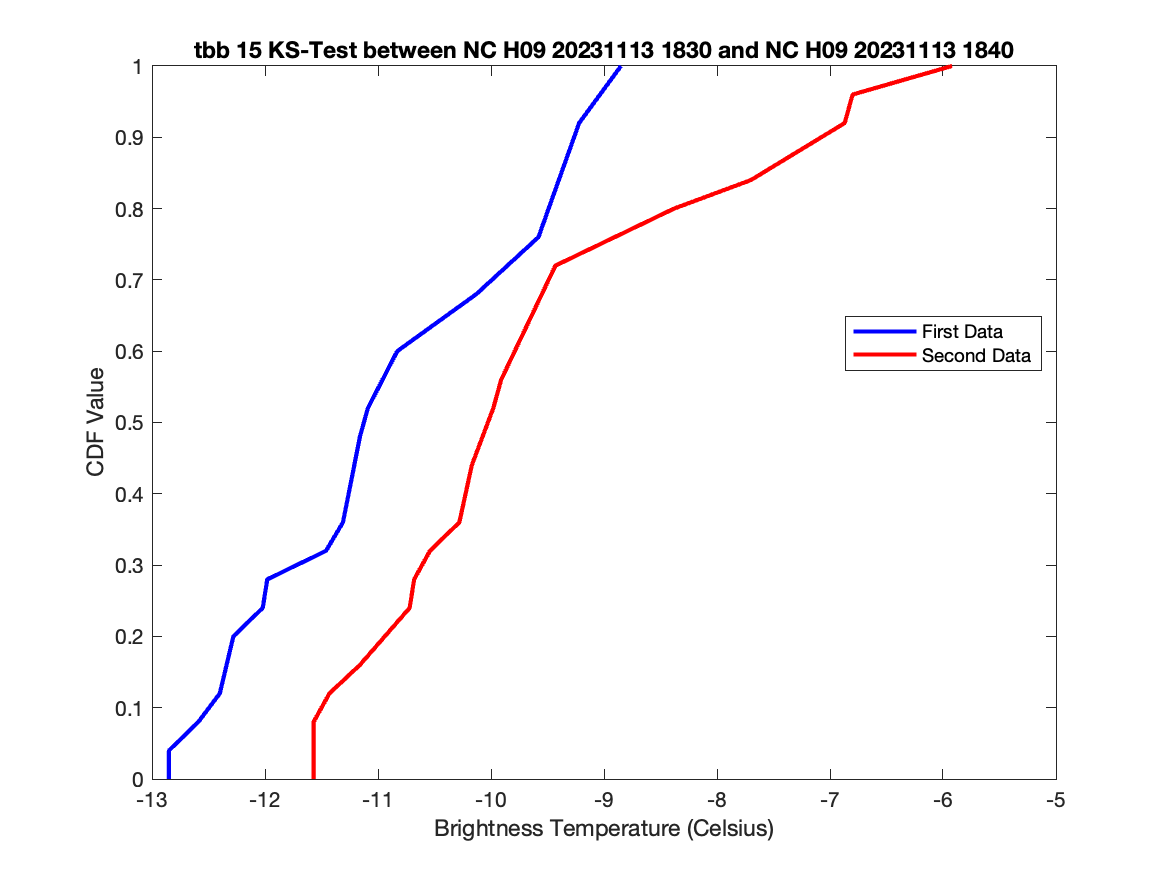 tbb 15 KS-Test between NC H09 20231113 1830 and NC H09 20231113 1840
1
0.9
0.8
0.7
0.6
0.5
0.4
0.3
0.2
0.1
0
CDF Value
First Data
Second Data
-13 -12 -11 -10 -9 -8 -7 -6 -5
Brightness Temperature (Celsius)